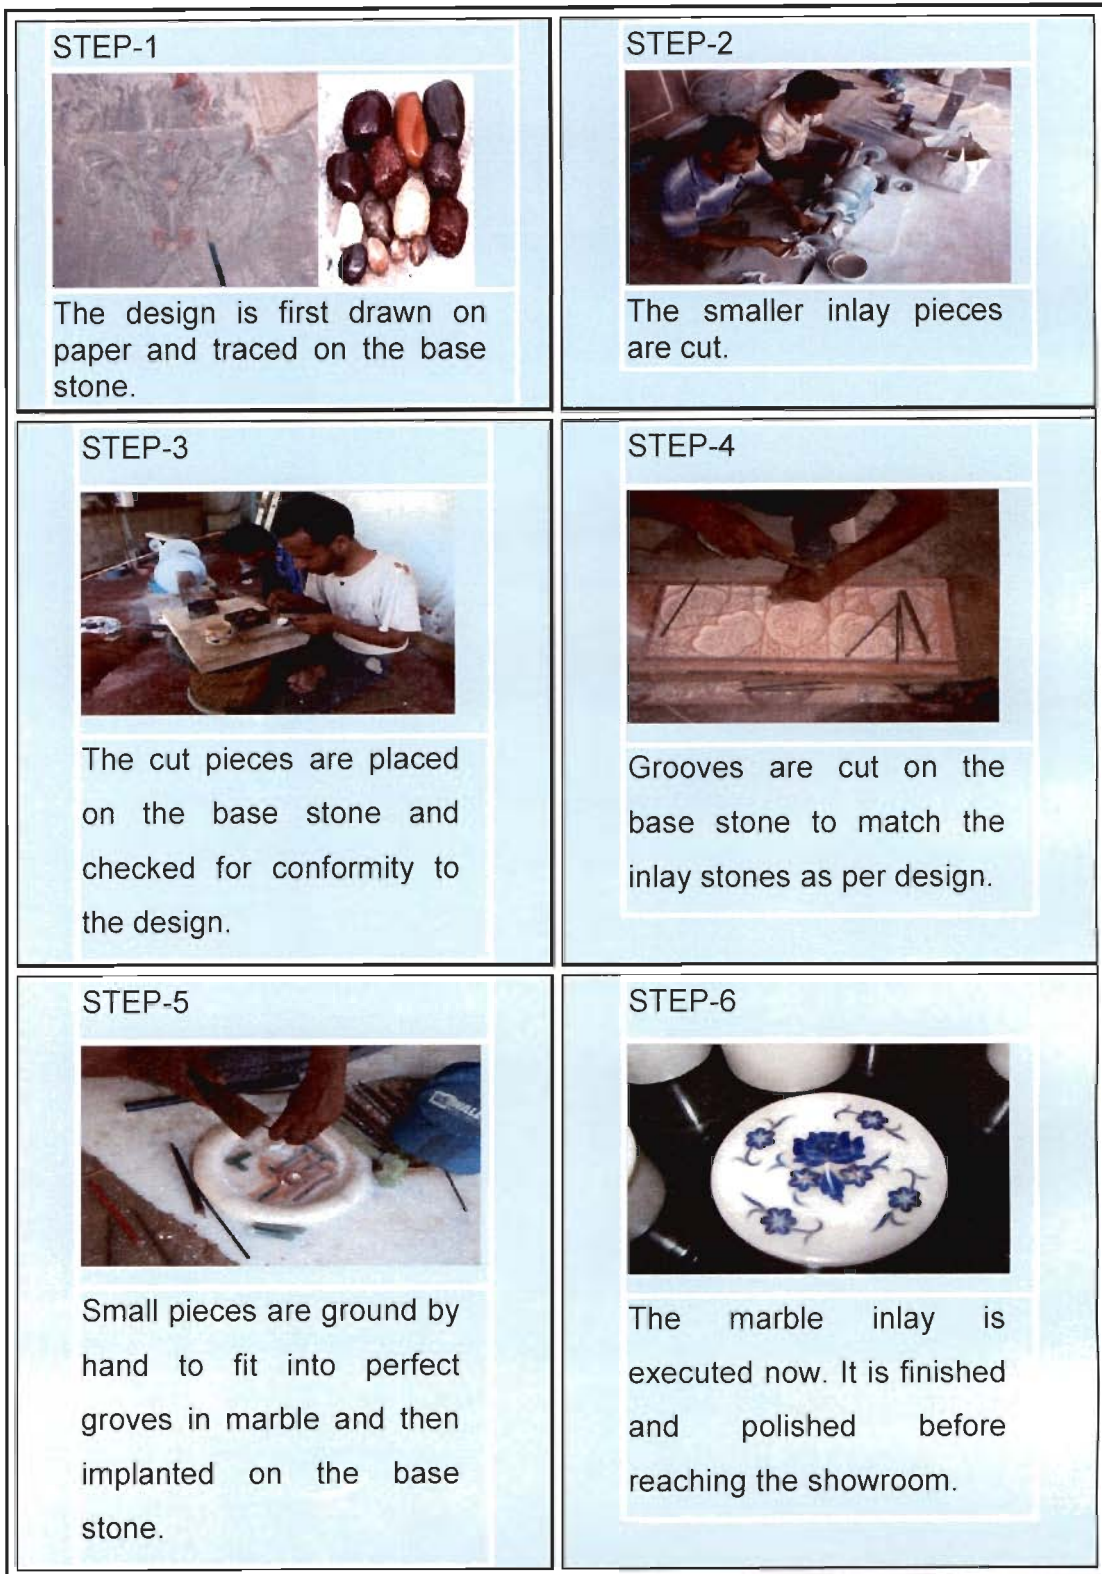 STEP-1
The design is first drawn on
paper and traced on the base
stone.
STEP-2
The smaller inlay pieces
are cut.
STEP-3
The cut pieces are placed
on the base stone and
checked for conformity to
the design.
STEP-4
Grooves are cut on the
base stone to match the
inlay stones as per design.
STEP-5
Small pieces are ground by
hand to fit into perfect
groves in marble and then
implanted on the base
stone.
STEP-6
The marble inlay is
executed now. It is finished
and polished before
reaching the showroom.